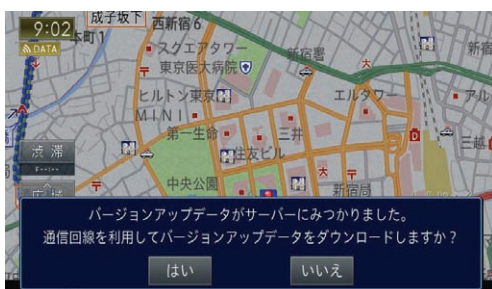 9:02
DATA
成子坂下
西新宿6
本町1
スクエアタワー
新宿署
大
東京医大病院
ヒルトン東京
エルタワー
MINI
第一生命
三井
住友ビル
D
三越
渋滞
中央公園
大
新宿局
広域
バージョンアップデータがサーバーにみつかりました。
通信回線を利用してバージョンアップデータをダウンロードしますか?
はい
いいえ